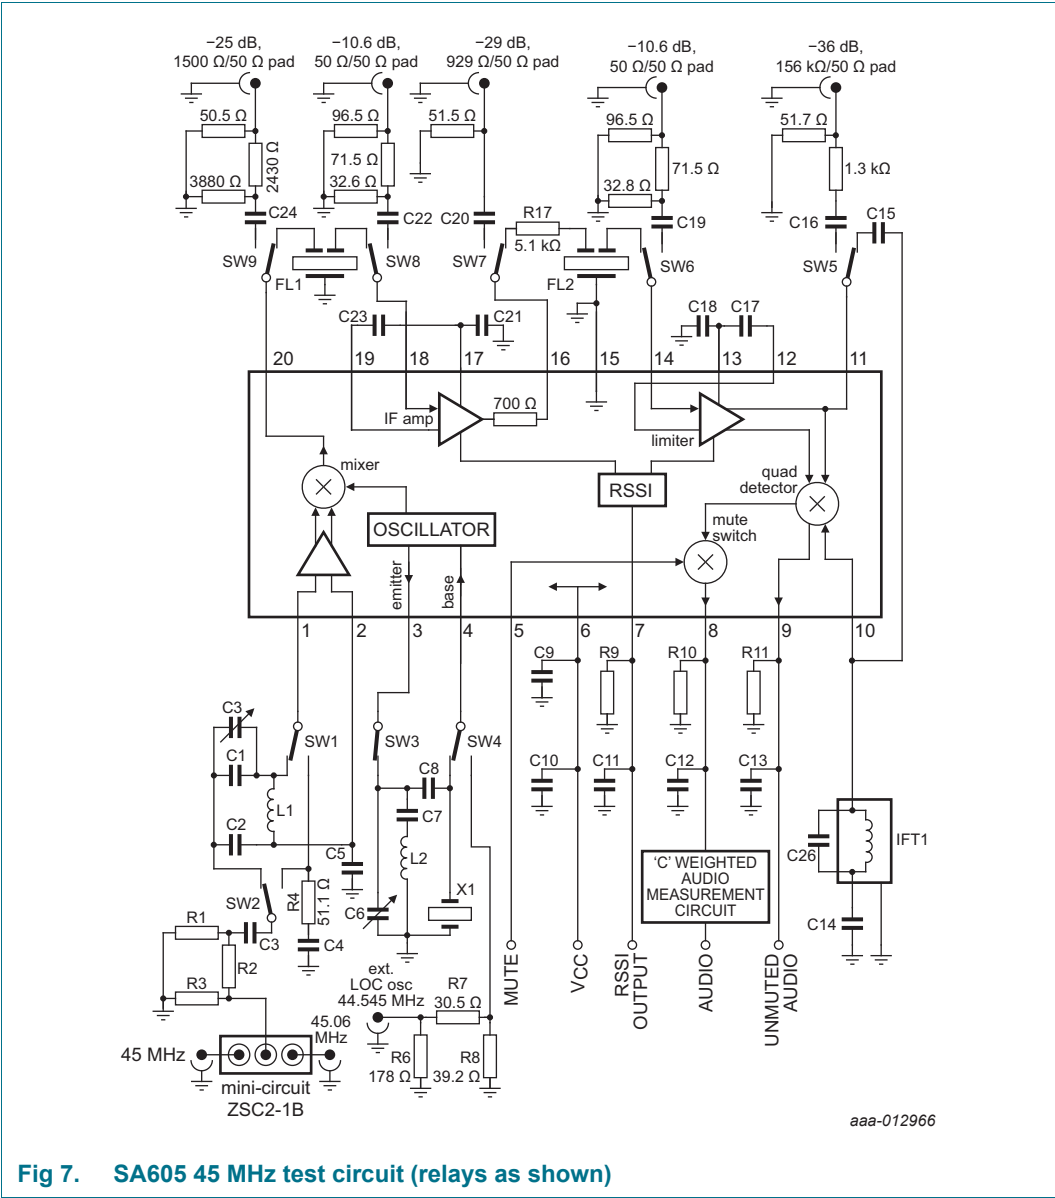 −25 dB,
1500 Ω/50 Ω pad
−10.6 dB,
50 Ω/50 Ω pad
−29 dB,
929 Ω/50 Ω pad
−10.6 dB,
50 Ω/50 Ω pad
−36 dB,
156 kΩ/50 Ω pad
50.5 Ω
96.5 Ω
51.5 Ω
96.5 Ω
51.7 Ω
2430 Ω
71.5 Ω
71.5 Ω
1.3 kΩ
3880 Ω
32.6 Ω
32.8 Ω
C24
C22
C20
R17
5.1 kΩ
C19
C16
C15
SW9
FL1
SW8
SW7
FL2
SW6
SW5
C23
C21
C18
C17
20
19
18
17
16
15
14
13
12
11
IF amp
700 Ω
limiter
mixer
RSSI
quad
detector
OSCILLATOR
mute
switch
emitter
base
1
2
3
4
5
6
7
8
9
10
C9
R9
R10
R11
C3
SW1
SW3
SW4
C1
C8
C10
C11
C12
C13
L1
C7
C2
C5
L2
IFT1
C26
'C' WEIGHTED
AUDIO
MEASUREMENT
CIRCUIT
SW2
R4
51.1 Ω
C6
X1
R1
C3
C4
C14
R2
R3
MUTE
VCC
RSSI
OUTPUT
AUDIO
UNMUTED
AUDIO
ext.
LOC osc
44.545 MHz
R7
30.5 Ω
45.06
MHz
45 MHz
R6
178 Ω
R8
39.2 Ω
mini-circuit
ZSC2-1B
aaa-012966
Fig 7. SA605 45 MHz test circuit (relays as shown)